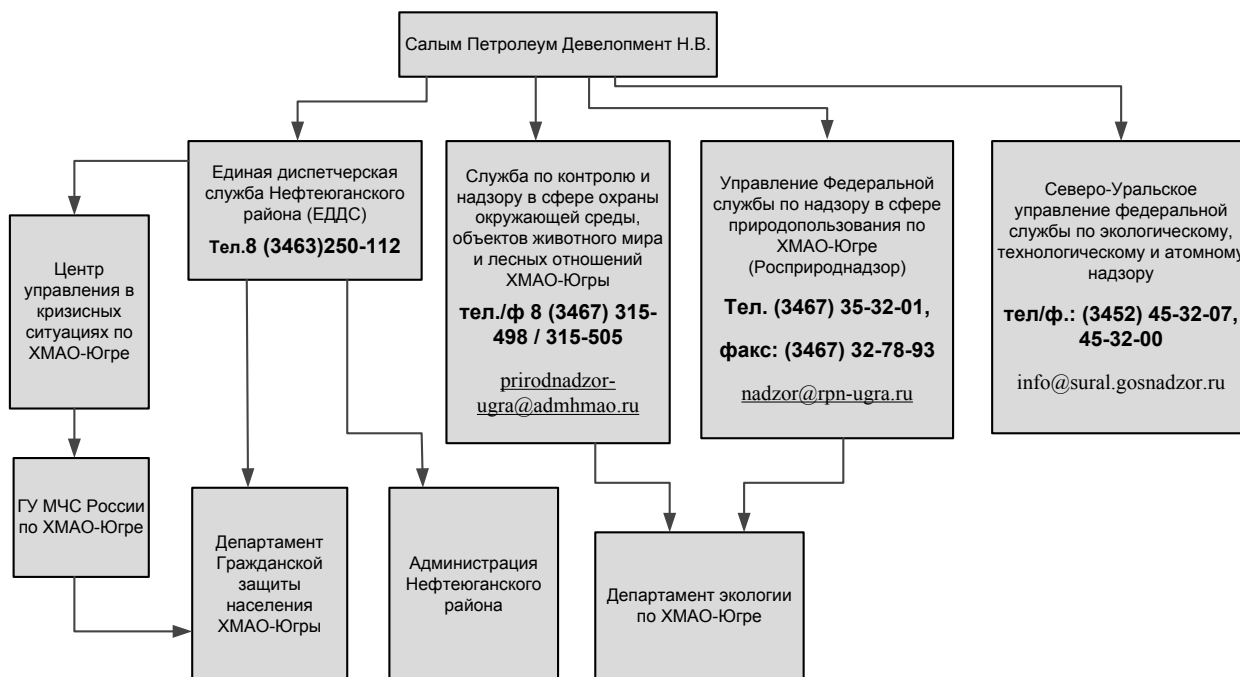 Салым Петролеум Девелопмент Н.В.
Единая диспетчерская
служба Нефтеюганского
района (ЕДДС)
Тел.8 (3463)250-112
Служба по контролю и
надзору в сфере охраны
окружающей среды,
объектов животного мира
и лесных отношений
ХМАО-Югры
тел./ф 8 (3467) 315-
498 / 315-505
prirodnadzor-
ugra@admhmao.ru
Управление Федеральной
службы по надзору в сфере
природопользования по
ХМАО-Югре
(Росприроднадзор)
Тел. (3467) 35-32-01,
факс: (3467) 32-78-93
nadzor@rpn-ugra.ru
Северо-Уральское
управление федеральной
службы по экологическому,
технологическому и атомному
надзору
тел/ф.: (3452) 45-32-07,
45-32-00
info@sural.gosnadzor.ru
Центр
управления в
кризисных
ситуациях по
ХМАО-Югре
ГУ МЧС России
по ХМАО-Югре
Департамент
Гражданской
защиты
населения
ХМАО-Югры
Администрация
Нефтеюганского
района
Департамент экологии
по ХМАО-Югре